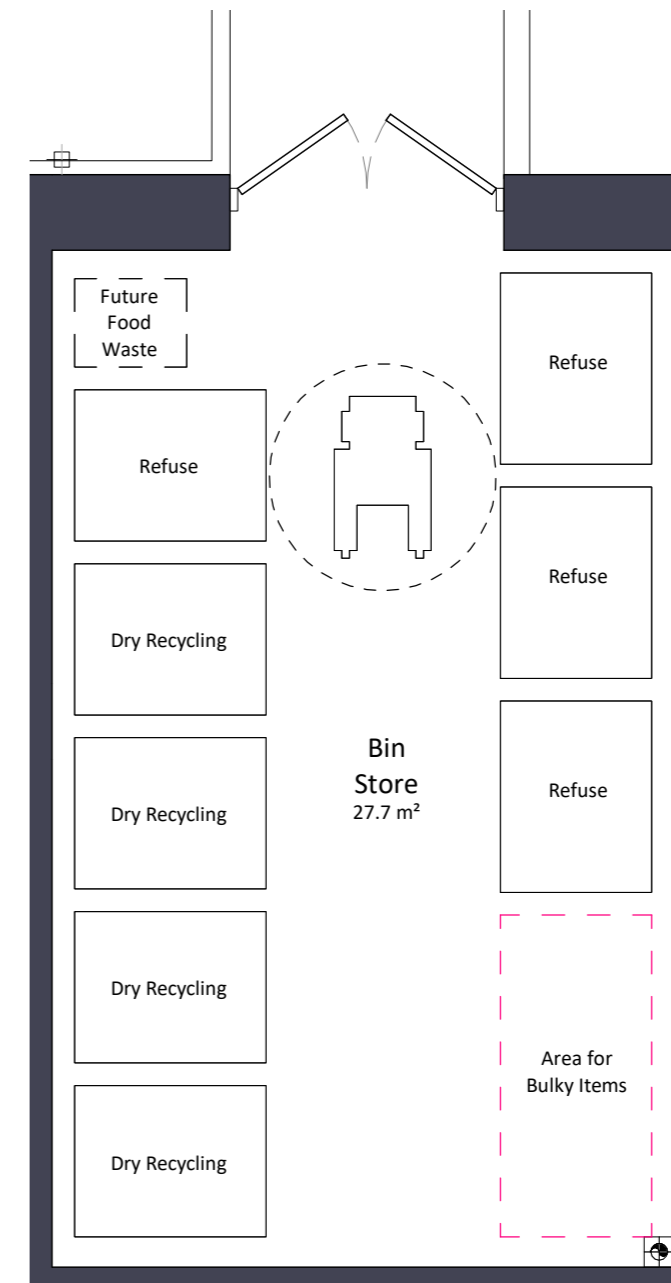 Future
Food
Waste
Refuse
Refuse
Refuse
Dry Recycling
Bin
Store
27.7 m²
Refuse
Dry Recycling
Dry Recycling
Area for
Bulky Items
Dry Recycling